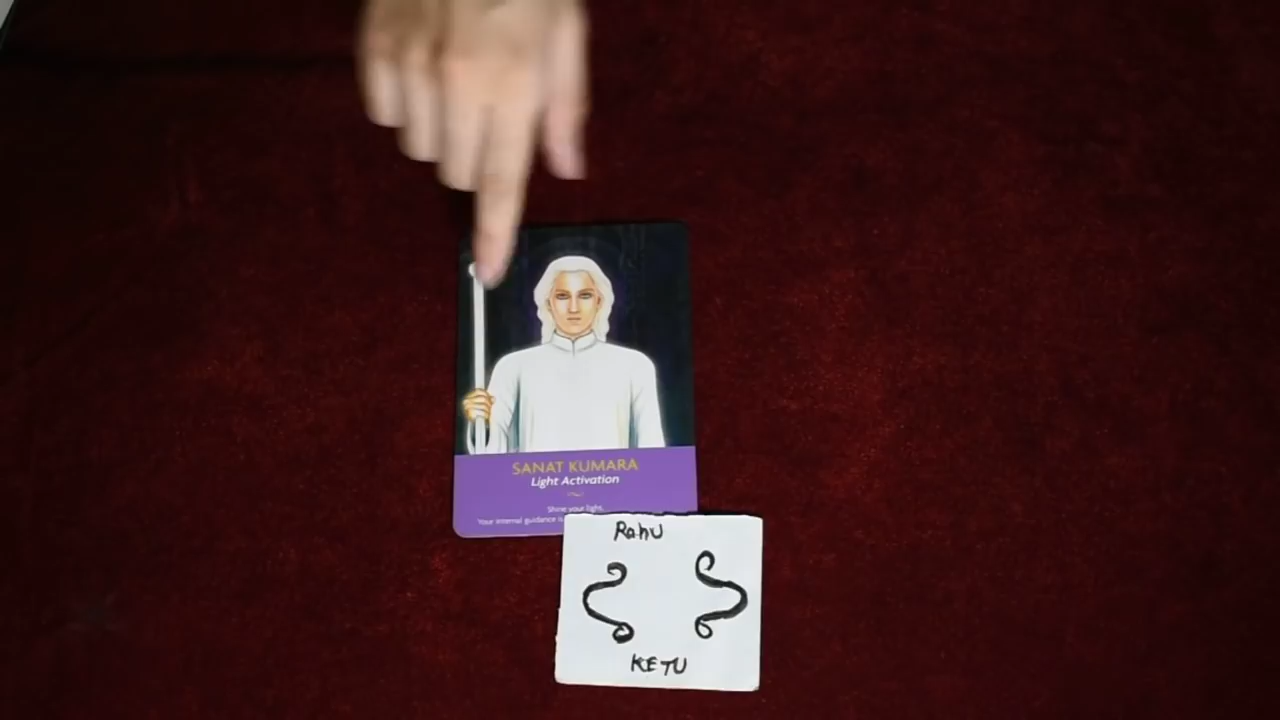 SANAT KUMARA
Light Activation
Shine your light.
Your internal guidance is
Rahu
KETU